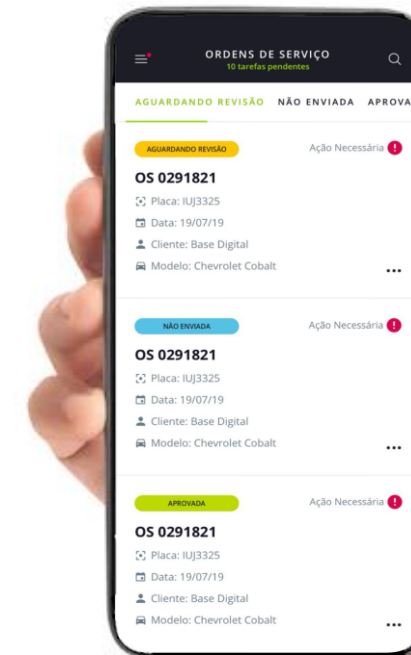 ORDENS DE SERVIÇO
10 tarefas pendentes
AGUARDANDO REVISÃO NÃO ENVIADA APROVA
AGUARDANDO REVISÃO Ação Necessária
OS 0291821
Placa: IUJ3325
Data: 19/07/19
Cliente: Base Digital
Modelo: Chevrolet Cobalt
NÃO ENVIADA Ação Necessária
OS 0291821
Placa: IUJ3325
Data: 19/07/19
Cliente: Base Digital
Modelo: Chevrolet Cobalt
APROVADA Ação Necessária
OS 0291821
Placa: IUJ3325
Data: 19/07/19
Cliente: Base Digital
Modelo: Chevrolet Cobalt